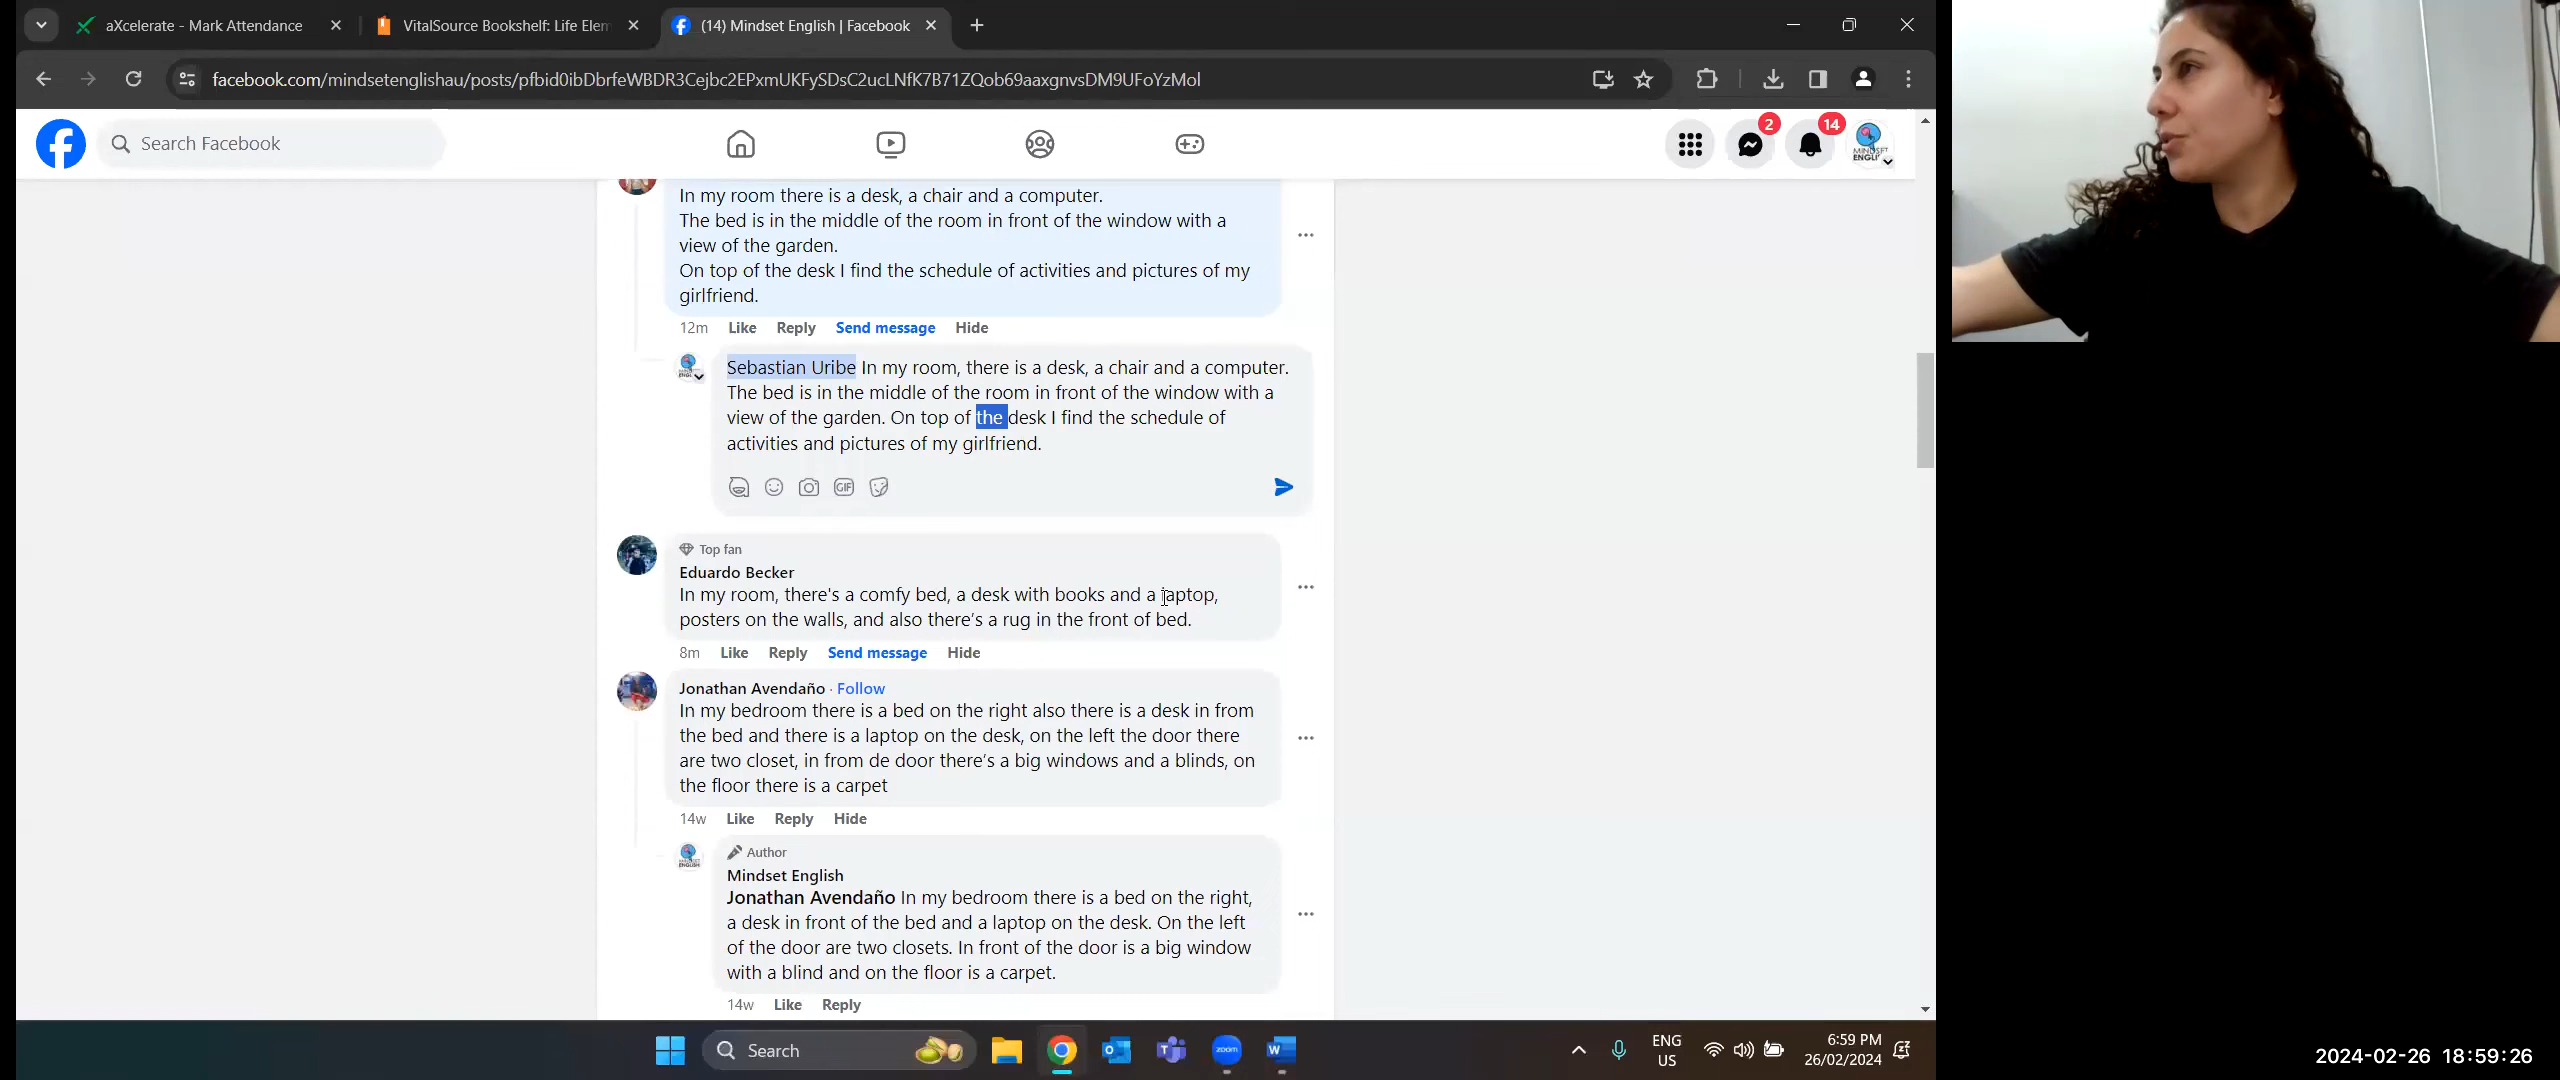 aXcelerate - Mark Attendance
VitalSource Bookshelf: Life Elem
(14) Mindset English | Facebook
facebook.com/mindsetenglishau/posts/pfbid0ibDbrfeWBDR3Cejbc2EPxmUKFySDsC2ucLNfK7B71ZQob69aaxgnvsDM9UFoYzMol
Search Facebook
2
14
MINDSET
ENGLISH
In my room there is a desk, a chair and a computer.
The bed is in the middle of the room in front of the window with a
view of the garden.
On top of the desk I find the schedule of activities and pictures of my
girlfriend.
12m Like Reply Send message Hide
Sebastian Uribe In my room, there is a desk, a chair and a computer.
The bed is in the middle of the room in front of the window with a
view of the garden. On top of the desk I find the schedule of
activities and pictures of my girlfriend.
GIF
Top fan
Eduardo Becker
In my room, there's a comfy bed, a desk with books and a laptop,
posters on the walls, and also there's a rug in the front of bed.
8m Like Reply Send message Hide
Jonathan Avendaño · Follow
In my bedroom there is a bed on the right also there is a desk in from
the bed and there is a laptop on the desk, on the left the door there
are two closet, in from de door there's a big windows and a blinds, on
the floor there is a carpet
14w Like Reply Hide
Author
Mindset English
Jonathan Avendaño In my bedroom there is a bed on the right,
a desk in front of the bed and a laptop on the desk. On the left
of the door are two closets. In front of the door is a big window
with a blind and on the floor is a carpet.
14w Like Reply
Search
zoom
ENG
US
6:59 PM
26/02/2024
2024-02-26 18:59:26